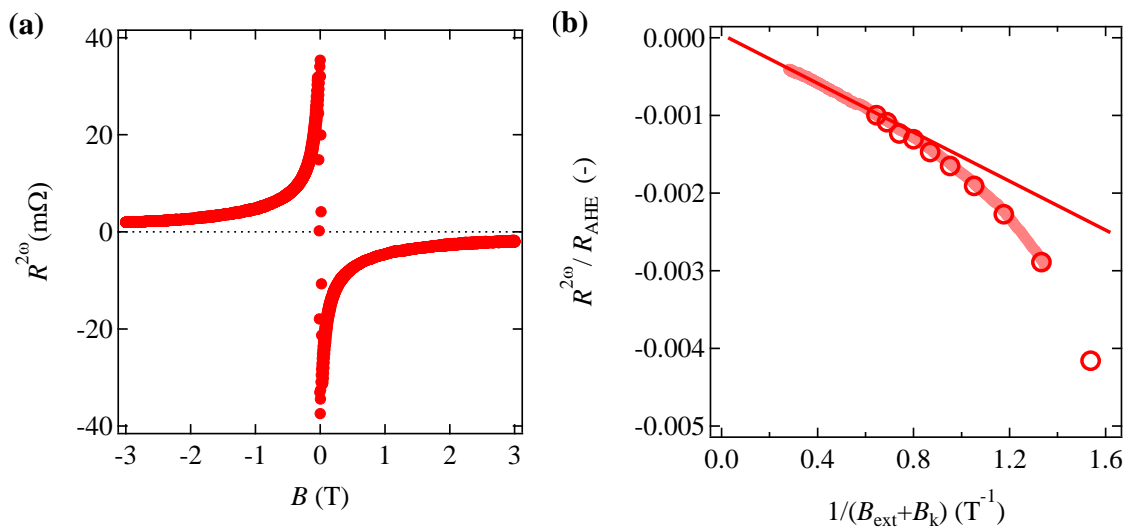 (a)
40
20
0
-20
-40
R²ω(mΩ)
-3 -2 -1 0 1 2 3
B (T)
(b)
0.000
-0.001
-0.002
-0.003
-0.004
-0.005
R²ω/ R_AHE (-)
0.0 0.4 0.8 1.2 1.6
1/(B_ext+B_k) (T⁻¹)